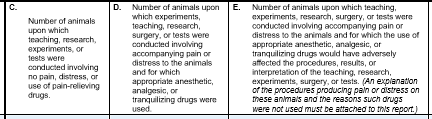 C.
Number of animals
upon which
teaching, research,
experiments, or
tests were
conducted involving
no pain, distress, or
use of pain-relieving
drugs.
D.
Number of animals upon
which experiments,
teaching, research,
surgery, or tests were
conducted involving
accompanying pain or
distress to the animals
and for which
appropriate anesthetic,
analgesic, or
tranquilizing drugs were
used.
E.
Number of animals upon which teaching,
experiments, research, surgery, or tests were
conducted involving accompanying pain or
distress to the animals and for which the use of
appropriate anesthetic, analgesic, or
tranquilizing drugs would have adversely
affected the procedures, results, or
interpretation of the teaching, research,
experiments, surgery, or tests. (An explanation
of the procedures producing pain or distress on
these animals and the reasons such drugs
were not used must be attached to this report.)